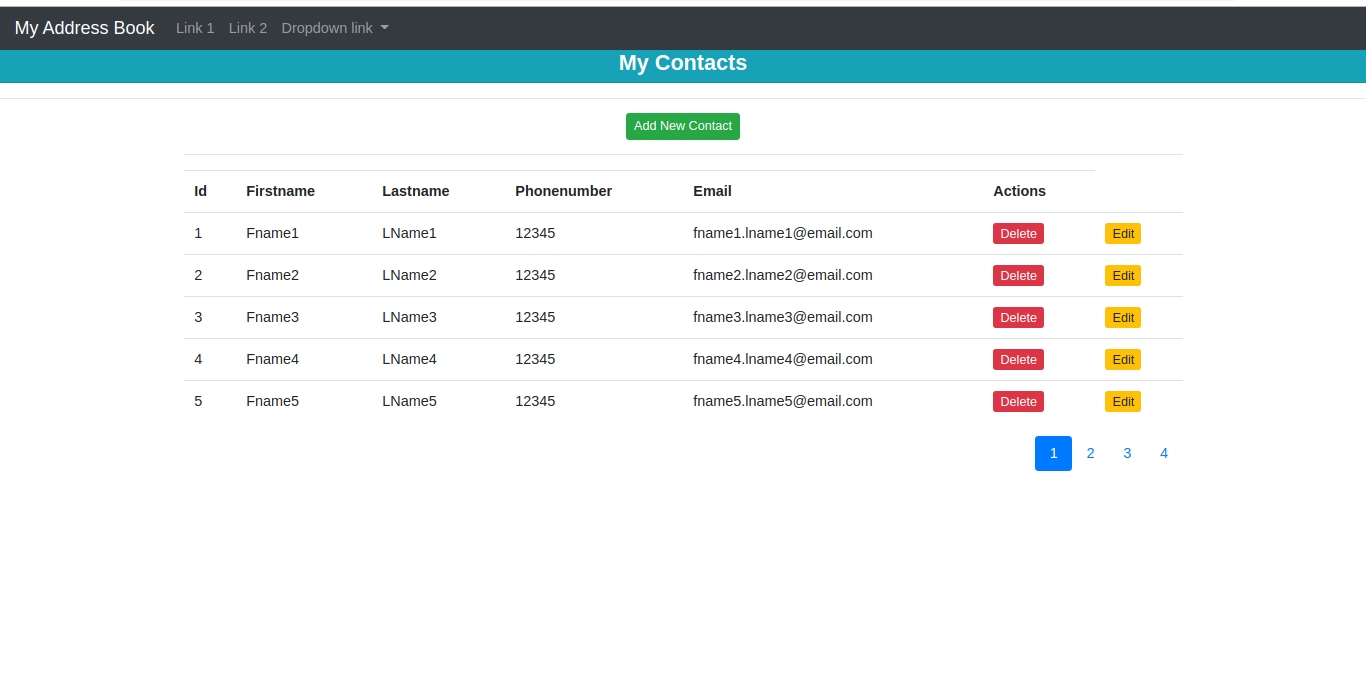 My Address Book Link 1 Link 2 Dropdown link
My Contacts
Add New Contact
Id Firstname Lastname Phonenumber Email Actions
1 Fname1 LName1 12345 fname1.lname1@email.com Delete Edit
2 Fname2 LName2 12345 fname2.lname2@email.com Delete Edit
3 Fname3 LName3 12345 fname3.lname3@email.com Delete Edit
4 Fname4 LName4 12345 fname4.lname4@email.com Delete Edit
5 Fname5 LName5 12345 fname5.lname5@email.com Delete Edit
1 2 3 4